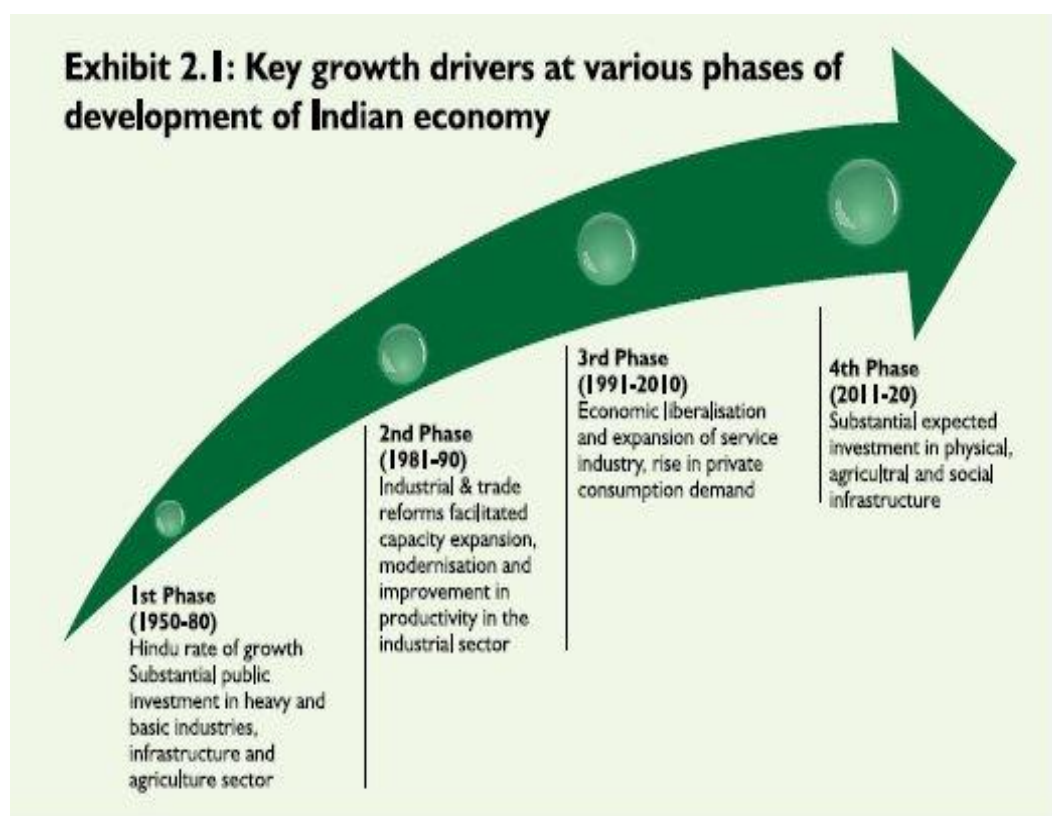 Exhibit 2.1: Key growth drivers at various phases of
development of Indian economy
1st Phase
(1950-80)
Hindu rate of growth
Substantial public
investment in heavy and
basic industries,
infrastructure and
agriculture sector
2nd Phase
(1981-90)
Industrial & trade
reforms facilitated
capacity expansion,
modernisation and
improvement in
productivity in the
industrial sector
3rd Phase
(1991-2010)
Economic liberalisation
and expansion of service
industry, rise in private
consumption demand
4th Phase
(2011-20)
Substantial expected
investment in physical,
agricultral and social
infrastructure